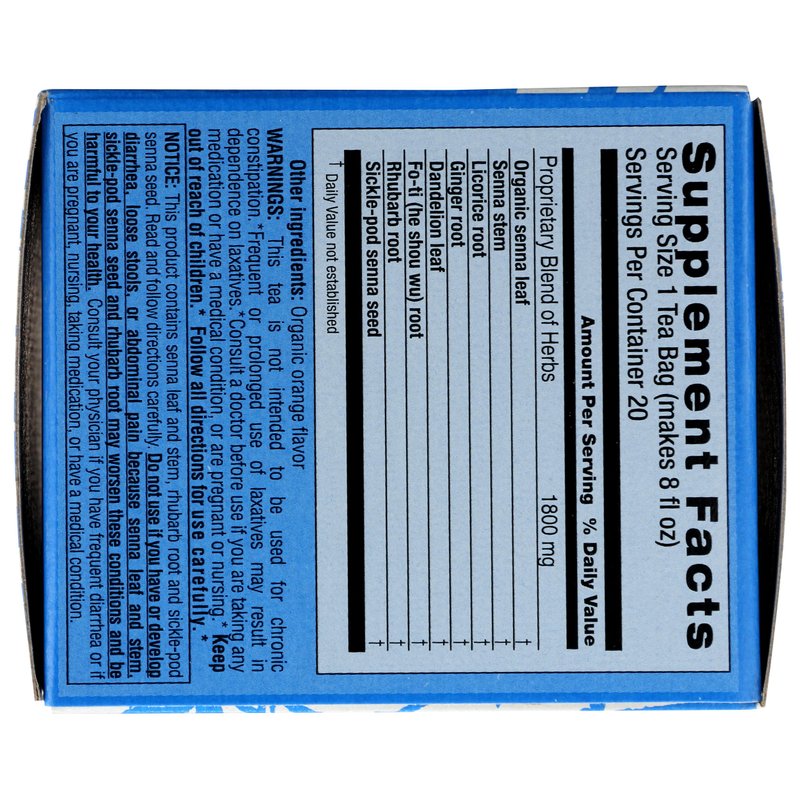 Supplement Facts
Serving Size 1 Tea Bag (makes 8 fl oz)
Servings Per Container 20
Amount Per Serving % Daily Value
Proprietary Blend of Herbs 1800 mg
Organic senna leaf †
Senna stem †
Licorice root †
Ginger root †
Dandelion leaf †
Fo-ti (he shou wu) root †
Rhubarb root †
Sickle-pod senna seed †
† Daily Value not established
Other ingredients: Organic orange flavor
WARNINGS: This tea is not intended to be used for chronic
constipation. *Frequent or prolonged use of laxatives may result in
dependence on laxatives. *Consult a doctor before use if you are taking any
medication or have a medical condition, or are pregnant or nursing.* Keep
out of reach of children. * Follow all directions for use carefully. *
NOTICE: This product contains senna leaf and stem, rhubarb root and sickle-pod
senna seed. Read and follow directions carefully. Do not use if you have or develop
diarrhea, loose stools, or abdominal pain because senna leaf and stem,
sickle-pod senna seed and rhubarb root may worsen these conditions and be
harmful to your health. Consult your physician if you have frequent diarrhea or if
you are pregnant, nursing, taking medication, or have a medical condition.